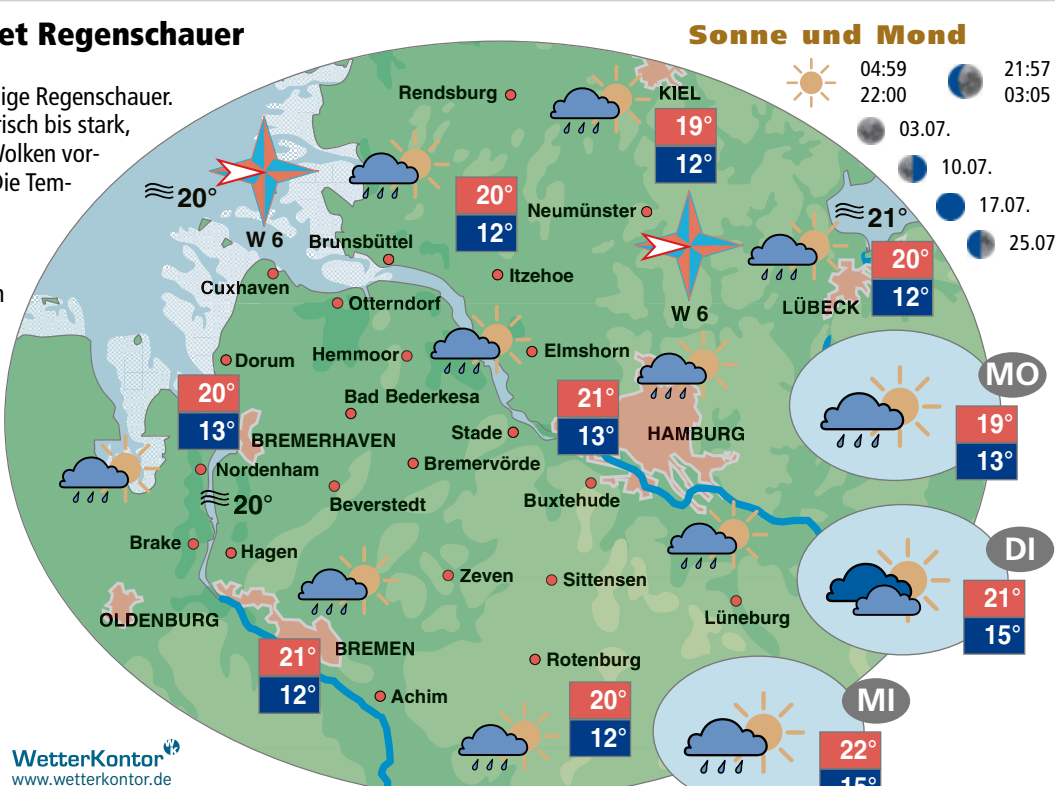 et Regenschauer
ige Regenschauer.
risch bis stark,
Wolken vor-
Die Tem-
n
Sonne und Mond
04:59
22:00
21:57
03:05
03.07.
10.07.
17.07.
25.07
Rendsburg
KIEL
19°
12°
20°
W 6
20°
12°
Neumünster
21°
Brunsbüttel
Itzehoe
W 6
20°
12°
LÜBECK
Cuxhaven
Otterndorf
Dorum
Hemmoor
Elmshorn
MO
19°
13°
20°
13°
Bad Bederkesa
21°
13°
BREMERHAVEN
Stade
HAMBURG
Nordenham
Bremervörde
20°
Beverstedt
Buxtehude
Brake
Hagen
DI
21°
15°
Zeven
Sittensen
OLDENBURG
Lüneburg
BREMEN
21°
12°
Rotenburg
Achim
20°
12°
MI
22°
15°
WetterKontor
www.wetterkontor.de